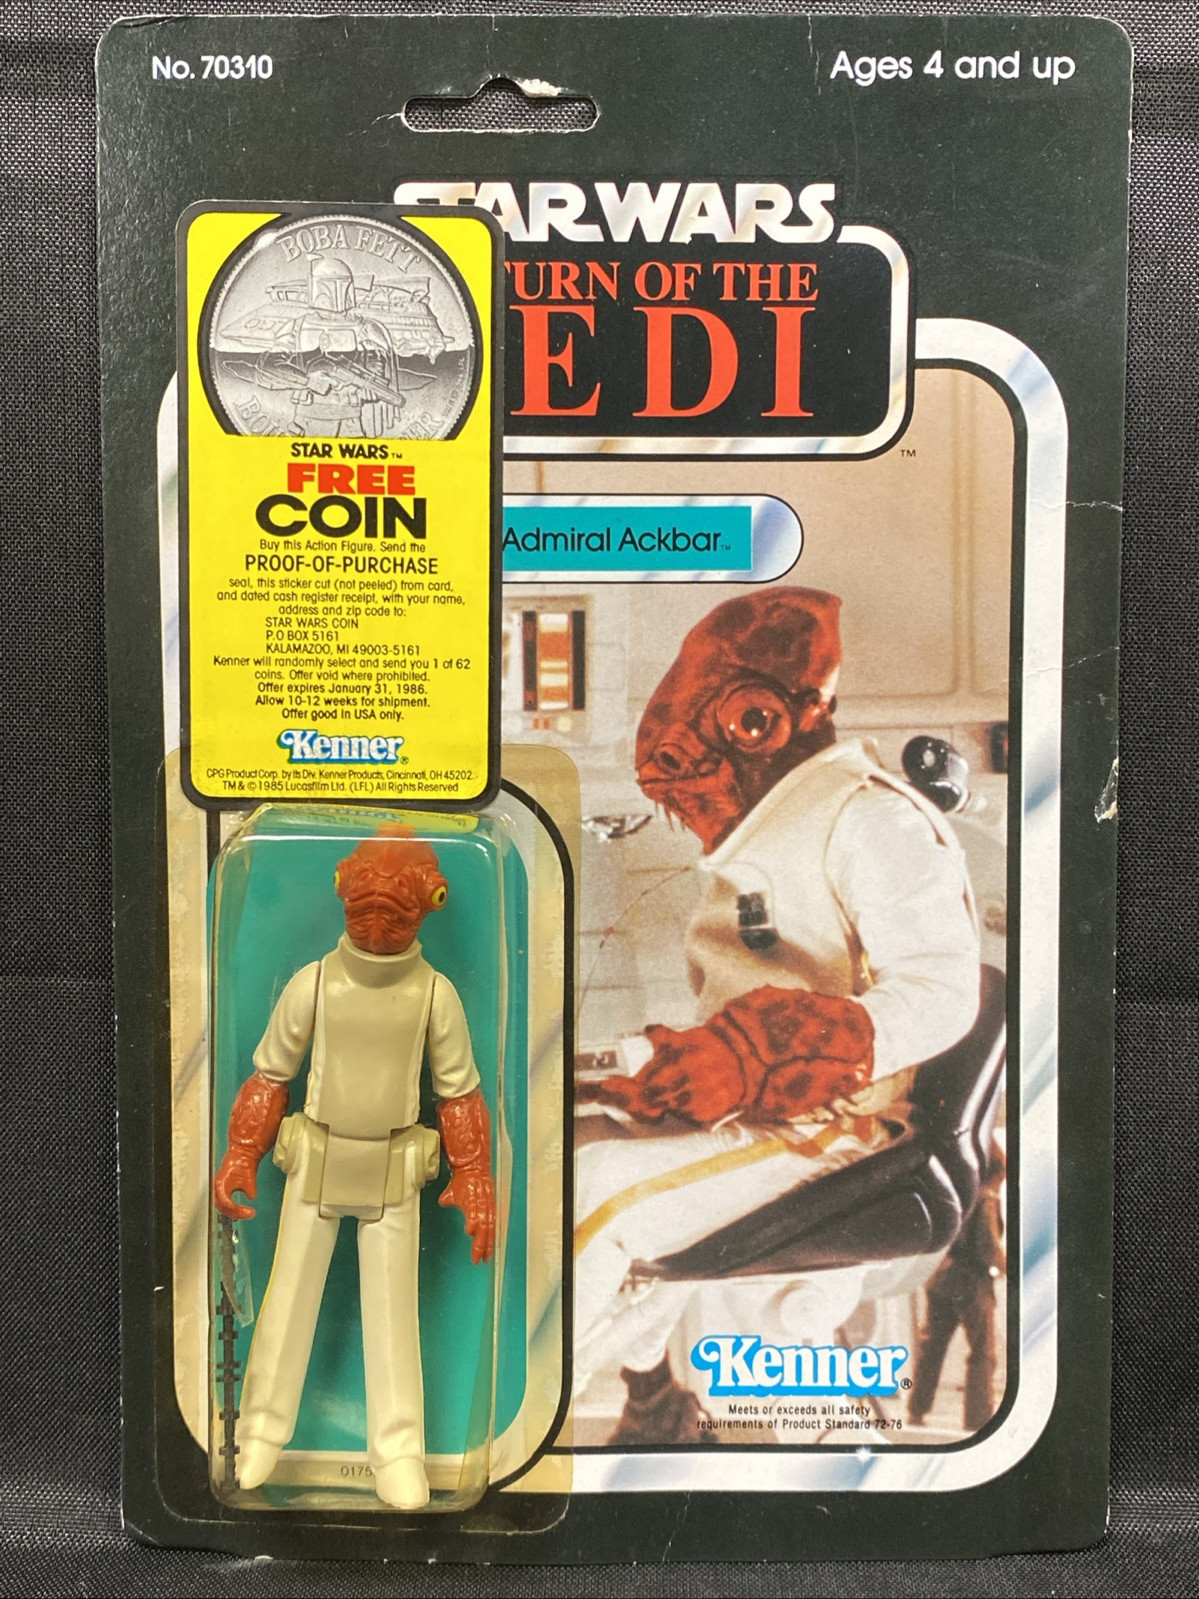 No. 70310
Ages 4 and up
STAR WARS
TURN OF THE
EDI
TM
BOBA FETT
STAR WARS TM
FREE
COIN
Buy this Action Figure. Send the
PROOF-OF-PURCHASE
seal, this sticker cut (not peeled) from card,
and dated cash register receipt, with your name,
address and zip code to:
STAR WARS COIN
P.O BOX 5161
KALAMAZOO, MI 49003-5161
Kenner will randomly select and send you 1 of 62
coins. Offer void where prohibited.
Offer expires January 31, 1986.
Allow 10-12 weeks for shipment.
Offer good in USA only.
Kenner®
CPG Product Corp. by its Div. Kenner Products, Cincinnati, OH 45202.
TM & © 1985 Lucasfilm Ltd. (LFL) All Rights Reserved
Admiral Ackbar TM
Kenner®
Meets or exceeds all safety
requirements of Product Standard 72-76
0175